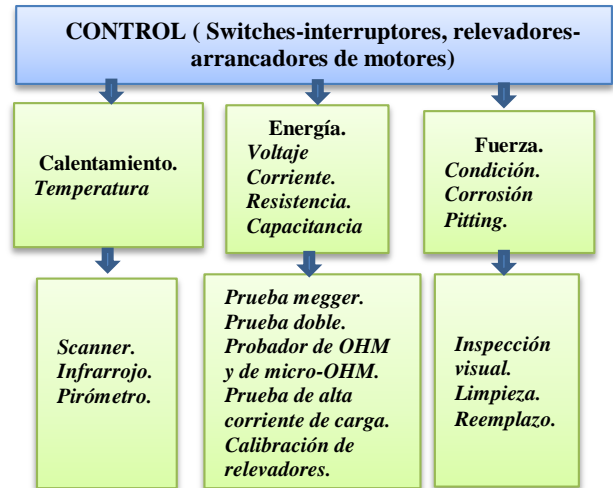 CONTROL ( Switches-interruptores, relevadores-
arrancadores de motores)
Calentamiento.
Temperatura
Energía.
Voltaje
Corriente.
Resistencia.
Capacitancia
Fuerza.
Condición.
Corrosión
Pitting.
Scanner.
Infrarrojo.
Pirómetro.
Prueba megger.
Prueba doble.
Probador de OHM
y de micro-OHM.
Prueba de alta
corriente de carga.
Calibración de
relevadores.
Inspección
visual.
Limpieza.
Reemplazo.